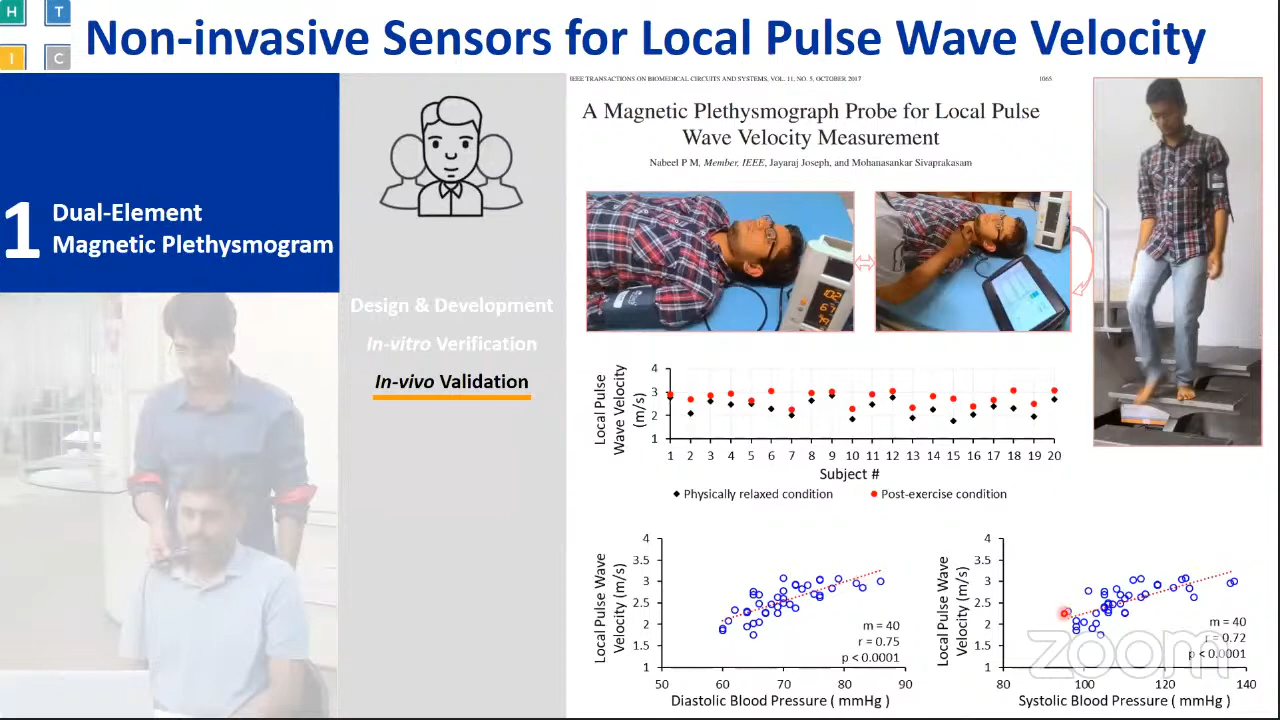 H T
I C
Non-invasive Sensors for Local Pulse Wave Velocity
1
Dual-Element
Magnetic Plethysmogram
Design & Development
In-vitro Verification
In-vivo Validation
IEEE TRANSACTIONS ON BIOMEDICAL CIRCUITS AND SYSTEMS, VOL. 11, NO. 5, OCTOBER 2017 1065
A Magnetic Plethysmograph Probe for Local Pulse
Wave Velocity Measurement
Nabeel P M, Member, IEEE, Jayaraj Joseph, and Mohanasankar Sivaprakasam
102
67
Local Pulse
Wave Velocity
(m/s)
4
3
2
1
1 2 3 4 5 6 7 8 9 10 11 12 13 14 15 16 17 18 19 20
Subject #
Physically relaxed condition
Post-exercise condition
Local Pulse Wave
Velocity (m/s)
4
3.5
3
2.5
2
1.5
1
m = 40
r = 0.75
p < 0.0001
50 60 70 80 90
Diastolic Blood Pressure ( mmHg )
Local Pulse Wave
Velocity (m/s)
4
3.5
3
2.5
2
1.5
1
m = 40
r = 0.72
p < 0.0001
80 100 120 140
Systolic Blood Pressure ( mmHg )
zoom